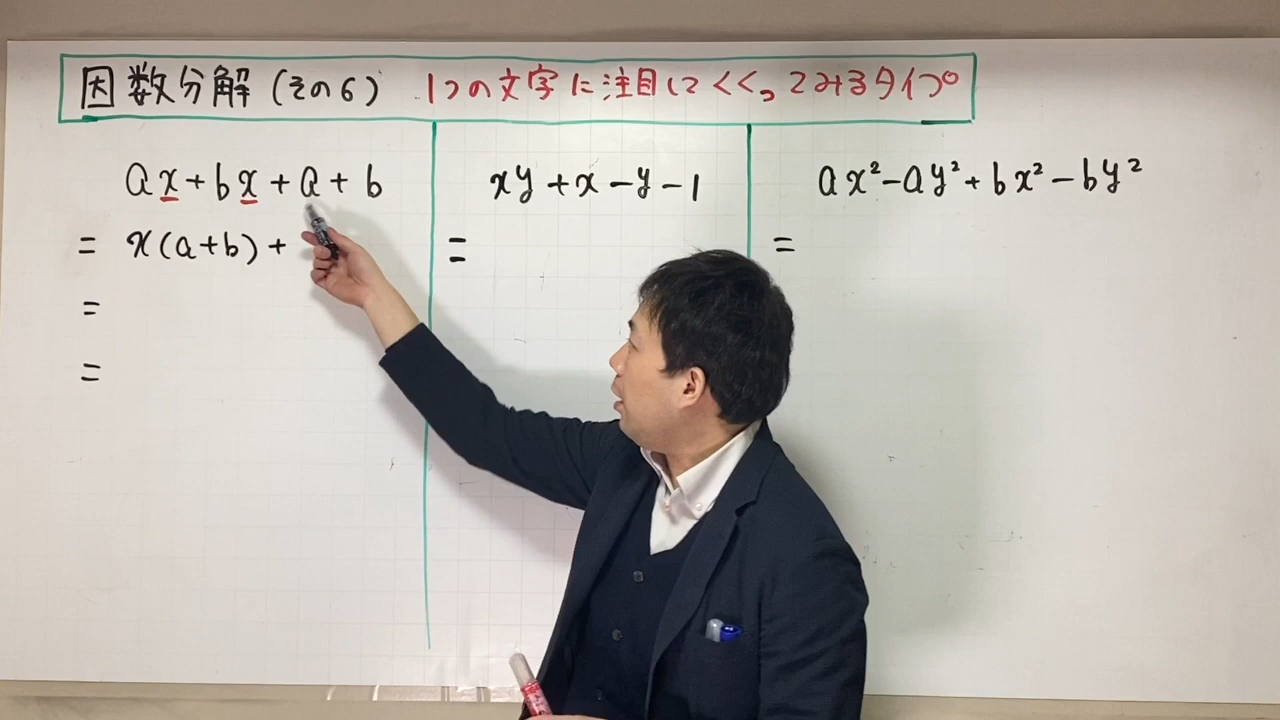 因数分解(その6) 1つの文字に注目してくくってみるタイプ
ax+bx+a+b
= x(a+b)+
=
=
xy+x-y-1
=
ax²-ay²+bx²-by²
=